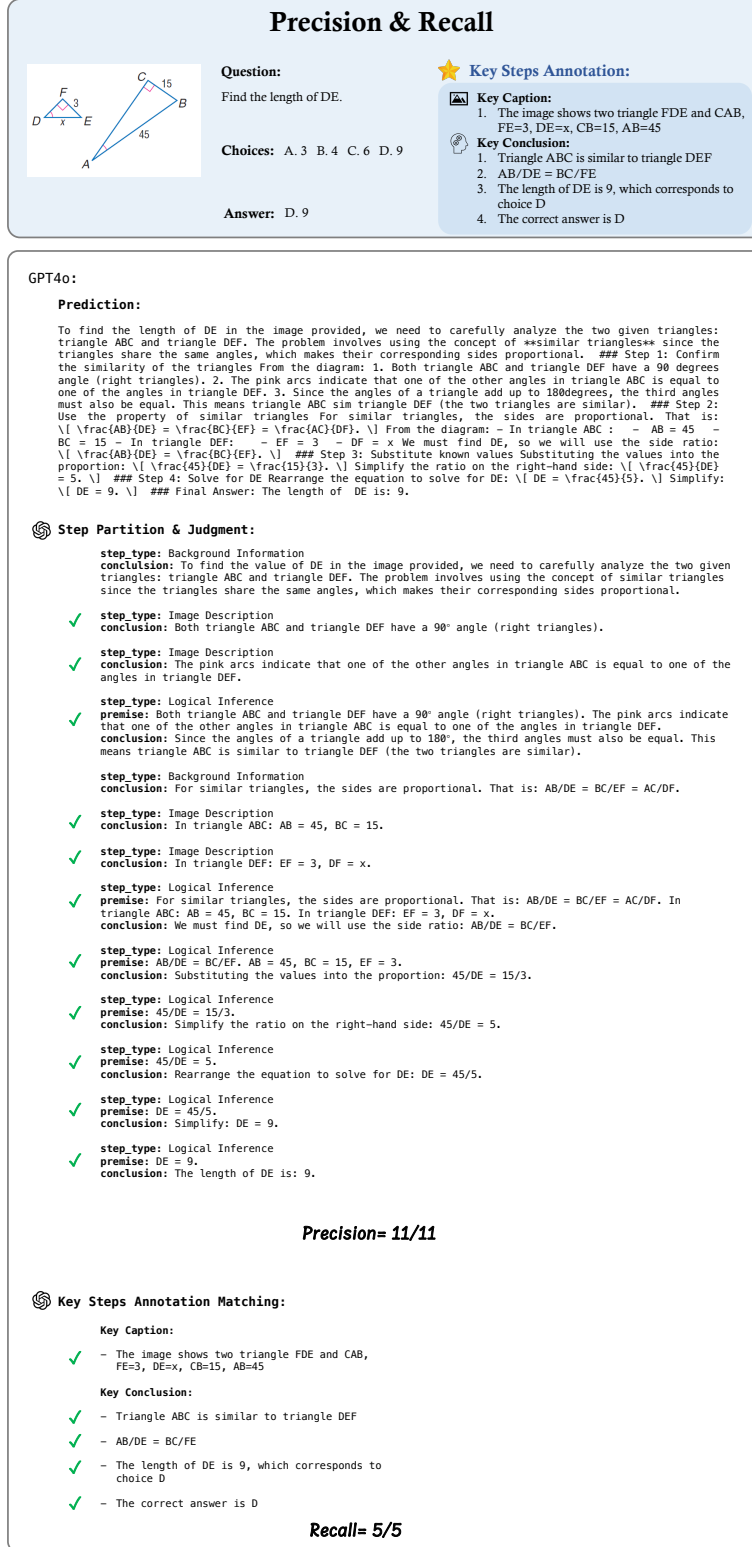 Precision & Recall
F
3
D
x
E
C
15
B
45
A
Question:
Find the length of DE.
Choices: A. 3 B. 4 C. 6 D. 9
Answer: D. 9
Key Steps Annotation:
Key Caption:
1. The image shows two triangle FDE and CAB,
FE=3, DE=x, CB=15, AB=45
Key Conclusion:
1. Triangle ABC is similar to triangle DEF
2. AB/DE = BC/FE
3. The length of DE is 9, which corresponds to
choice D
4. The correct answer is D
GPT4o:
Prediction:
To find the length of DE in the image provided, we need to carefully analyze the two given triangles:
triangle ABC and triangle DEF. The problem involves using the concept of **similar triangles** since the
triangles share the same angles, which makes their corresponding sides proportional. ### Step 1: Confirm
the similarity of the triangles From the diagram: 1. Both triangle ABC and triangle DEF have a 90 degrees
angle (right triangles). 2. The pink arcs indicate that one of the other angles in triangle ABC is equal to
one of the angles in triangle DEF. 3. Since the angles of a triangle add up to 180degrees, the third angles
must also be equal. This means triangle ABC sim triangle DEF (the two triangles are similar). ### Step 2:
Use the property of similar triangles For similar triangles, the sides are proportional. That is:
\[ \frac{AB}{DE} = \frac{BC}{EF} = \frac{AC}{DF}. \] From the diagram: – In triangle ABC : – AB = 45 –
BC = 15 – In triangle DEF: – EF = 3 – DF = x We must find DE, so we will use the side ratio:
\[ \frac{AB}{DE} = \frac{BC}{EF}. \] ### Step 3: Substitute known values Substituting the values into the
proportion: \[ \frac{45}{DE} = \frac{15}{3}. \] Simplify the ratio on the right–hand side: \[ \frac{45}{DE}
= 5. \] ### Step 4: Solve for DE Rearrange the equation to solve for DE: \[ DE = \frac{45}{5}. \] Simplify:
\[ DE = 9. \] ### Final Answer: The length of DE is: 9.
Step Partition & Judgment:
step_type: Background Information
conclulsion: To find the value of DE in the image provided, we need to carefully analyze the two given
triangles: triangle ABC and triangle DEF. The problem involves using the concept of similar triangles
since the triangles share the same angles, which makes their corresponding sides proportional.
step_type: Image Description
conclusion: Both triangle ABC and triangle DEF have a 90° angle (right triangles).
step_type: Image Description
conclusion: The pink arcs indicate that one of the other angles in triangle ABC is equal to one of the
angles in triangle DEF.
step_type: Logical Inference
premise: Both triangle ABC and triangle DEF have a 90° angle (right triangles). The pink arcs indicate
that one of the other angles in triangle ABC is equal to one of the angles in triangle DEF.
conclusion: Since the angles of a triangle add up to 180°, the third angles must also be equal. This
means triangle ABC is similar to triangle DEF (the two triangles are similar).
step_type: Background Information
conclusion: For similar triangles, the sides are proportional. That is: AB/DE = BC/EF = AC/DF.
step_type: Image Description
conclusion: In triangle ABC: AB = 45, BC = 15.
step_type: Image Description
conclusion: In triangle DEF: EF = 3, DF = x.
step_type: Logical Inference
premise: For similar triangles, the sides are proportional. That is: AB/DE = BC/EF = AC/DF. In
triangle ABC: AB = 45, BC = 15. In triangle DEF: EF = 3, DF = x.
conclusion: We must find DE, so we will use the side ratio: AB/DE = BC/EF.
step_type: Logical Inference
premise: AB/DE = BC/EF. AB = 45, BC = 15, EF = 3.
conclusion: Substituting the values into the proportion: 45/DE = 15/3.
step_type: Logical Inference
premise: 45/DE = 15/3.
conclusion: Simplify the ratio on the right–hand side: 45/DE = 5.
step_type: Logical Inference
premise: 45/DE = 5.
conclusion: Rearrange the equation to solve for DE: DE = 45/5.
step_type: Logical Inference
premise: DE = 45/5.
conclusion: Simplify: DE = 9.
step_type: Logical Inference
premise: DE = 9.
conclusion: The length of DE is: 9.
Precision= 11/11
Key Steps Annotation Matching:
Key Caption:
– The image shows two triangle FDE and CAB,
FE=3, DE=x, CB=15, AB=45
Key Conclusion:
– Triangle ABC is similar to triangle DEF
– AB/DE = BC/FE
– The length of DE is 9, which corresponds to
choice D
– The correct answer is D
Recall= 5/5